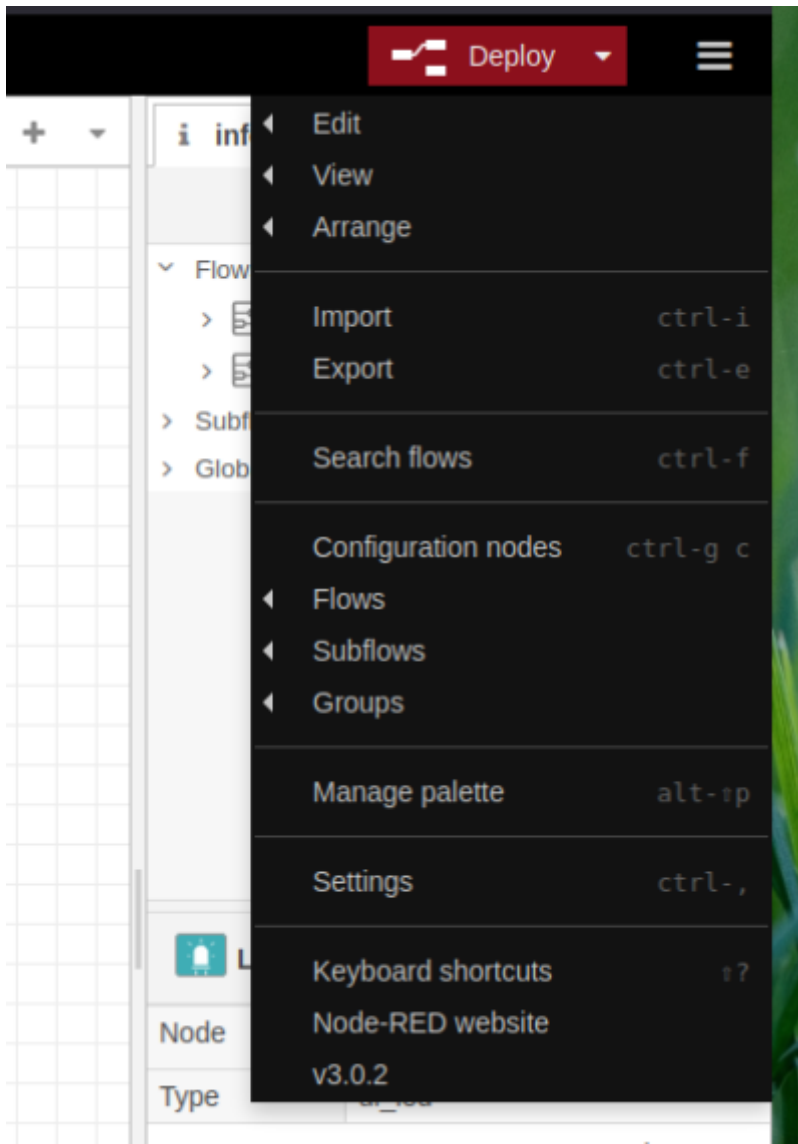 Deploy
inf
Edit
View
Arrange
Flow
Import ctrl-i
Export ctrl-e
Subf
Search flows ctrl-f
Glob
Configuration nodes ctrl-g c
Flows
Subflows
Groups
Manage palette alt-⇧p
Settings ctrl-,
L
Keyboard shortcuts ⇧?
Node-RED website
Node
v3.0.2
Type